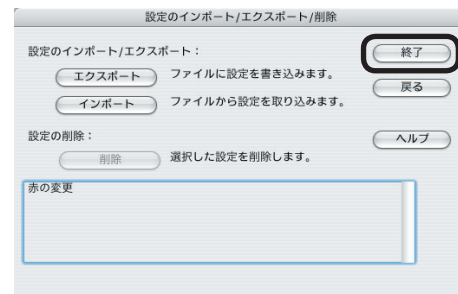 設定のインポート/エクスポート/削除
設定のインポート/エクスポート：
終了
エクスポート ファイルに設定を書き込みます。
戻る
インポート ファイルから設定を取り込みます。
設定の削除：
ヘルプ
削除 選択した設定を削除します。
赤の変更